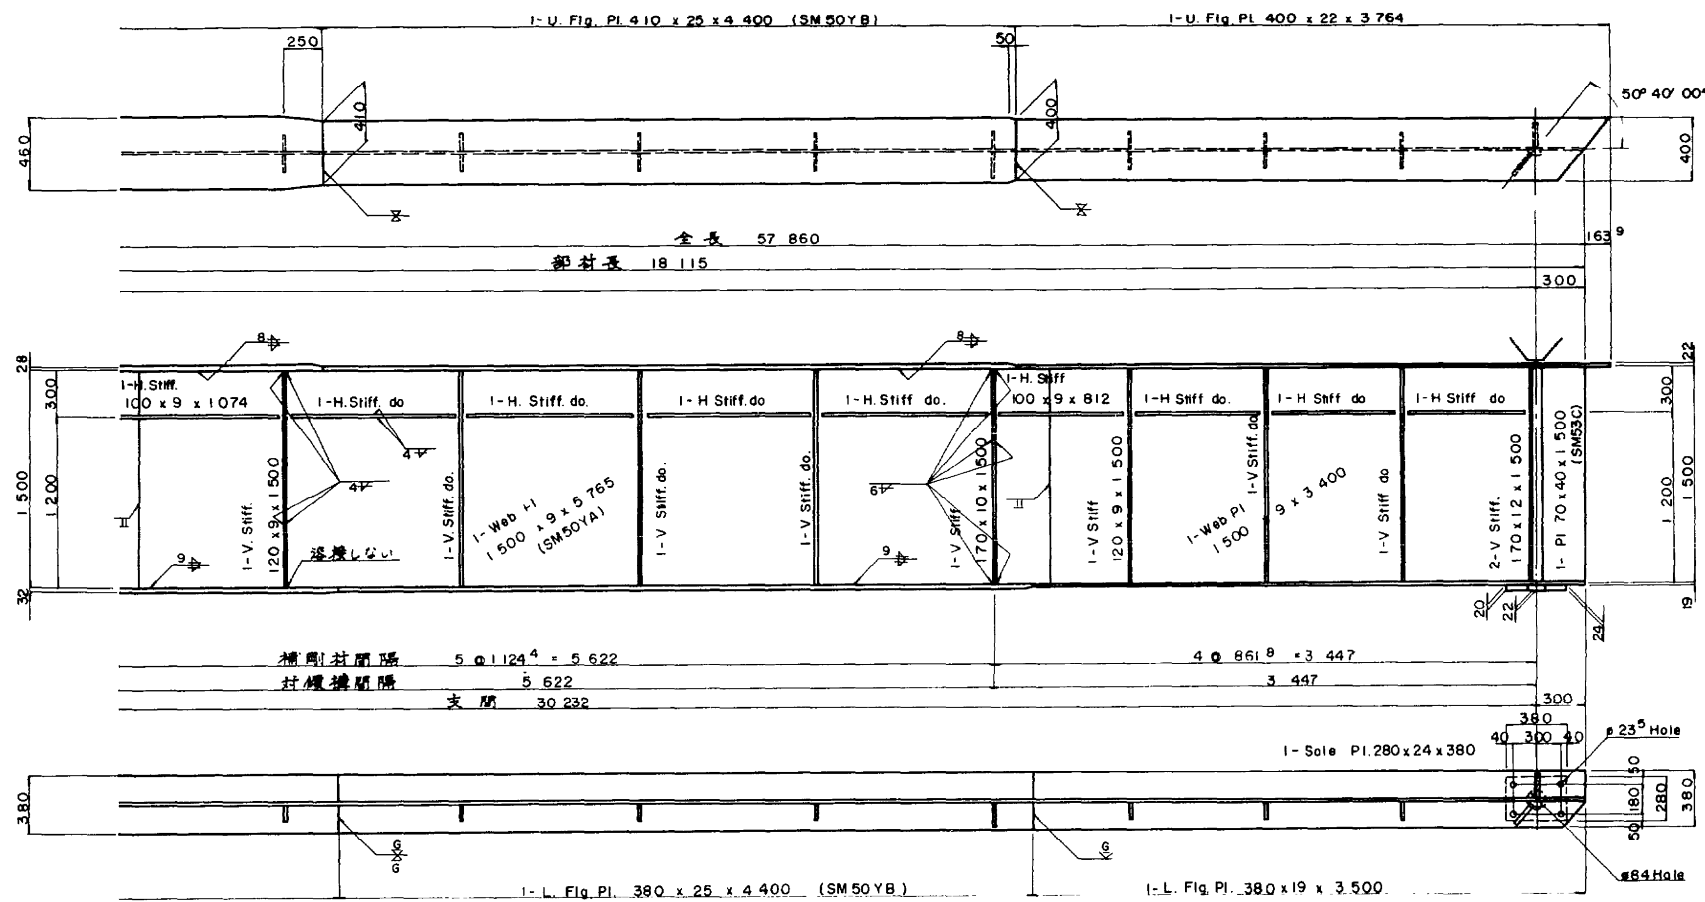 1-U. Flg. Pl. 410 x 25 x 4 400 (SM50YB)
1-U. Flg. PL 400 x 22 x 3 764
250
50
410
400
50° 40' 00"
460
400
全長 57 860
163⁹
部材長 18 115
300
28
8
8
22
300
1-H. Stiff.
100 x 9 x 1 074
1-H. Stiff. do
1-H. Stiff. do.
1-H Stiff. do
1-H. Stiff. do.
1-H. Stiff
100 x 9 x 812
1-H. Stiff do
1-H Stiff do
1-H Stiff do
300
1 500
1 200
4
4
6
1-V. Stiff.
120 x 9 x 1 500
1-V. Stiff. do.
1-Web Pl
1 500 x 9 x 5 765
(SM50YA)
1-V Stiff. do.
1-V. Stiff. do.
1-V. Stiff
170 x 10 x 1 500
1-V Stiff
120 x 9 x 1 500
1-Web Pl
1 500 x 9 x 3 400
1-V Stiff. do
1-V Stiff do
2-V Stiff.
170 x 12 x 1 500
1- Pl 70 x 40 x 1 500
(SM53C)
1 200
1 500
9
溶接しない
9
32
20
22
24
19
補剛材間隔 5 @ 1 124⁴ = 5 622
4 @ 861⁸ = 3 447
対傾構間隔 5 622
3 447
支間 30 232
300
380
40 300 40
ø 23⁵ Hole
1- Sole Pl. 280 x 24 x 380
380
50
180
50
280
380
G
G
G
ø84 Hole
1-L. Flg. Pl. 380 x 25 x 4 400 (SM50YB)
1-L. Flg. Pl. 380 x 19 x 3 500